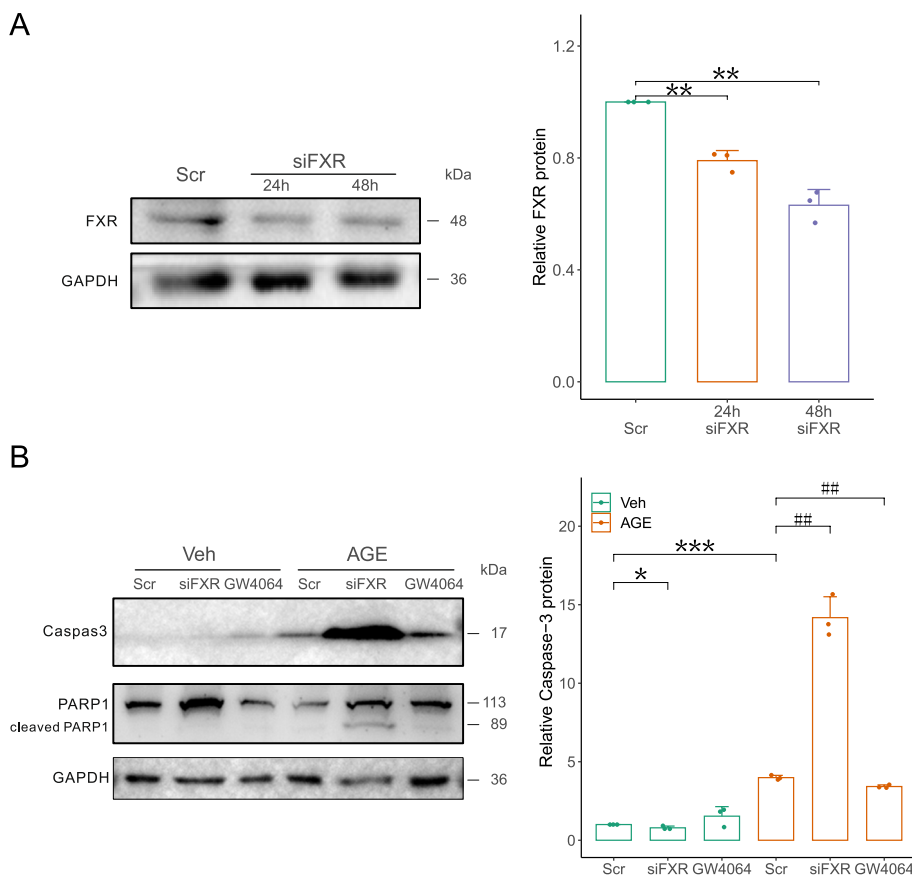 A
Scr
siFXR
24h
48h
kDa
FXR
48
GAPDH
36
Relative FXR protein
1.2
0.8
0.4
0.0
**
**
Scr
24h
siFXR
48h
siFXR
B
Veh
AGE
Scr
siFXR
GW4064
Scr
siFXR
GW4064
kDa
Caspas3
17
PARP1
113
cleaved PARP1
89
GAPDH
36
Relative Caspase−3 protein
20
15
10
5
0
Veh
AGE
##
##
***
*
Scr
siFXR
GW4064
Scr
siFXR
GW4064